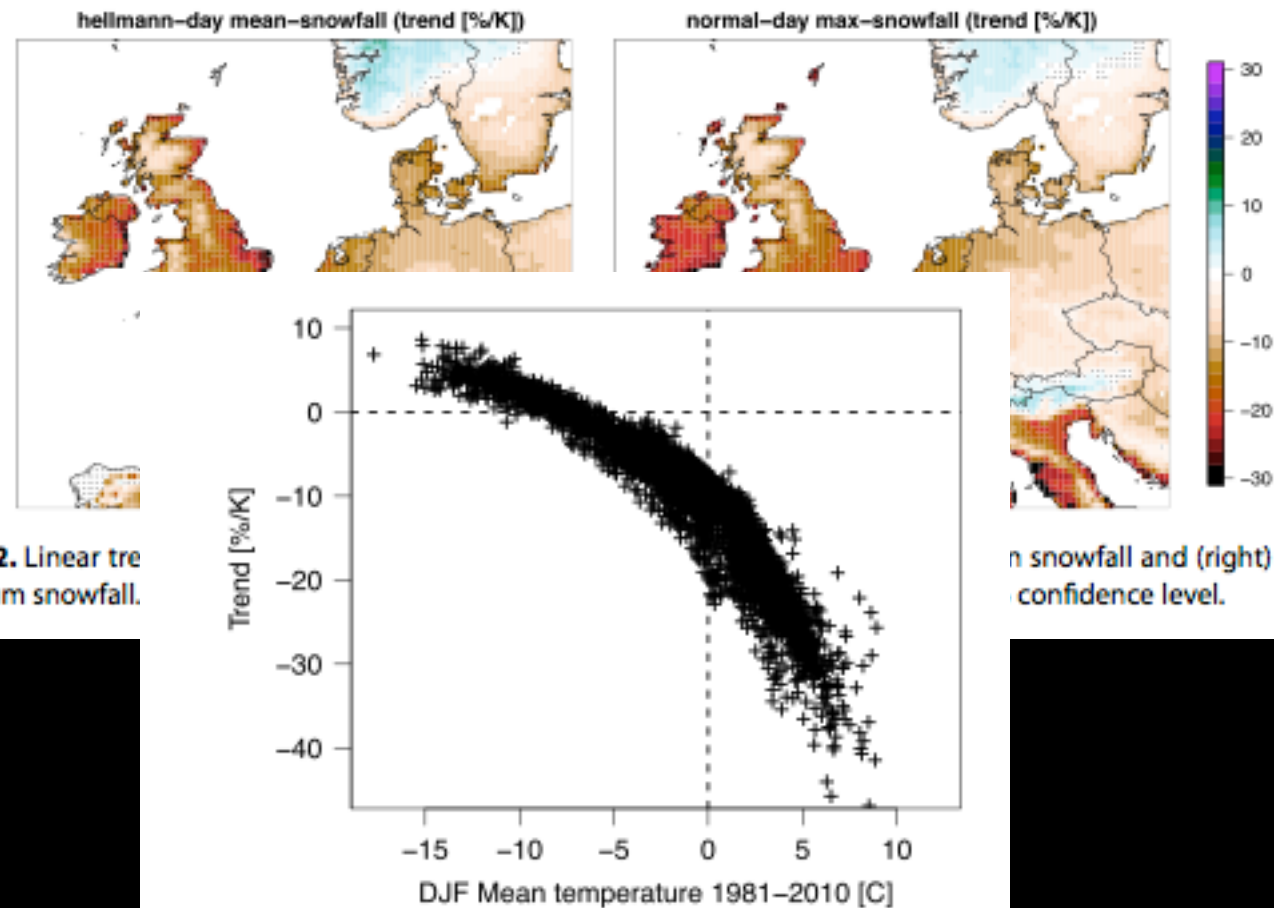 hellmann-day mean-snowfall (trend [%/K])
normal-day max-snowfall (trend [%/K])
30
20
10
0
−10
−20
−30
10
0
−10
−20
−30
−40
Trend [%/K]
−15 −10 −5 0 5 10
DJF Mean temperature 1981−2010 [C]
2. Linear tre
n snowfall and (right)
m snowfall.
confidence level.